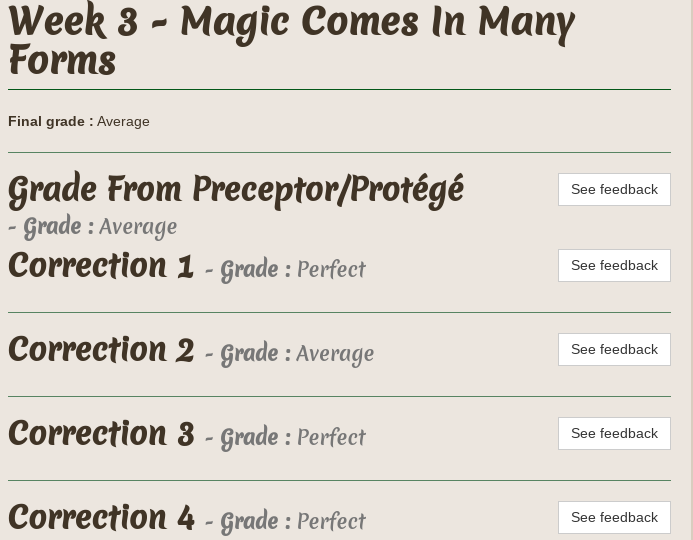 Week 3 - Magic Comes In Many
Forms
Final grade : Average
Grade From Preceptor/Protégé
See feedback
- Grade : Average
Correction 1 - Grade : Perfect
See feedback
Correction 2 - Grade : Average
See feedback
Correction 3 - Grade : Perfect
See feedback
Correction 4 - Grade : Perfect
See feedback